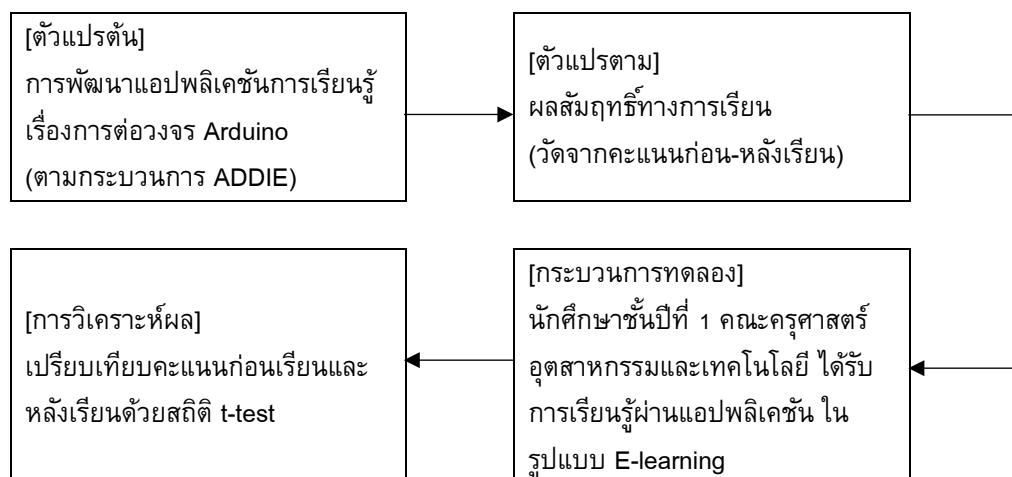 [ตัวแปรต้น]
การพัฒนาแอปพลิเคชันการเรียนรู้
เรื่องการต่อวงจร Arduino
(ตามกระบวนการ ADDIE)
[ตัวแปรตาม]
ผลสัมฤทธิ์ทางการเรียน
(วัดจากคะแนนก่อน-หลังเรียน)
[กระบวนการทดลอง]
นักศึกษาชั้นปีที่ 1 คณะครุศาสตร์
อุตสาหกรรมและเทคโนโลยี ได้รับ
การเรียนรู้ผ่านแอปพลิเคชัน ใน
รูปแบบ E-learning
[การวิเคราะห์ผล]
เปรียบเทียบคะแนนก่อนเรียนและ
หลังเรียนด้วยสถิติ t-test